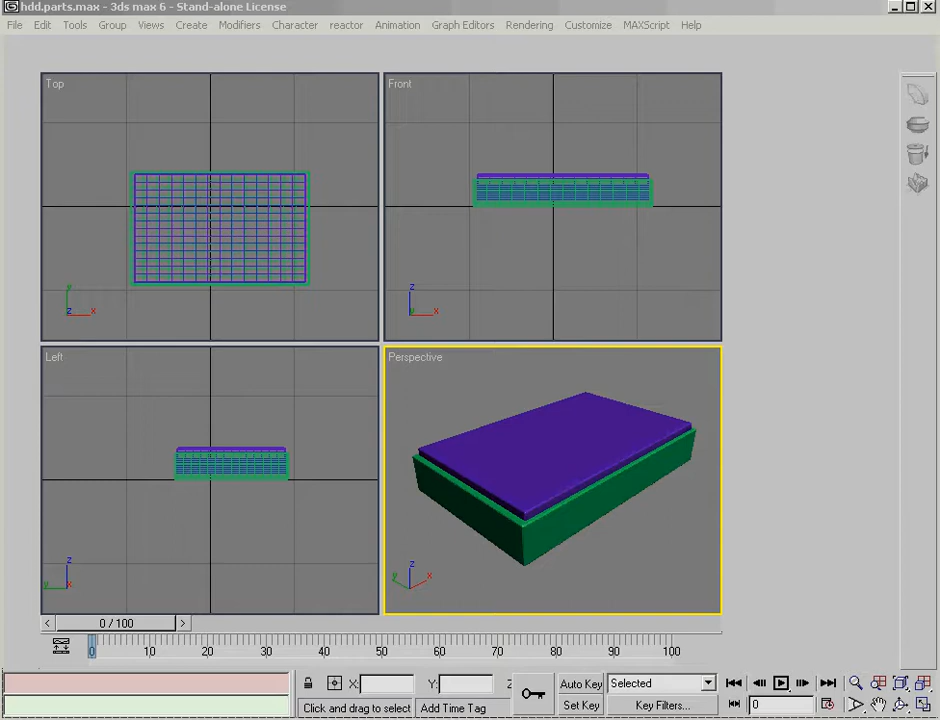 hdd.parts.max - 3ds max 6 - Stand-alone License
File Edit Tools Group Views Create Modifiers Character reactor Animation Graph Editors Rendering Customize MAXScript Help
Top
Front
y
z x
z
y x
Left
Perspective
z
y x
z
y x
< 0 / 100 >
0 10 20 30 40 50 60 70 80 90 100
X: Y: Z Auto Key Selected
Click and drag to select Add Time Tag Set Key Key Filters... 0